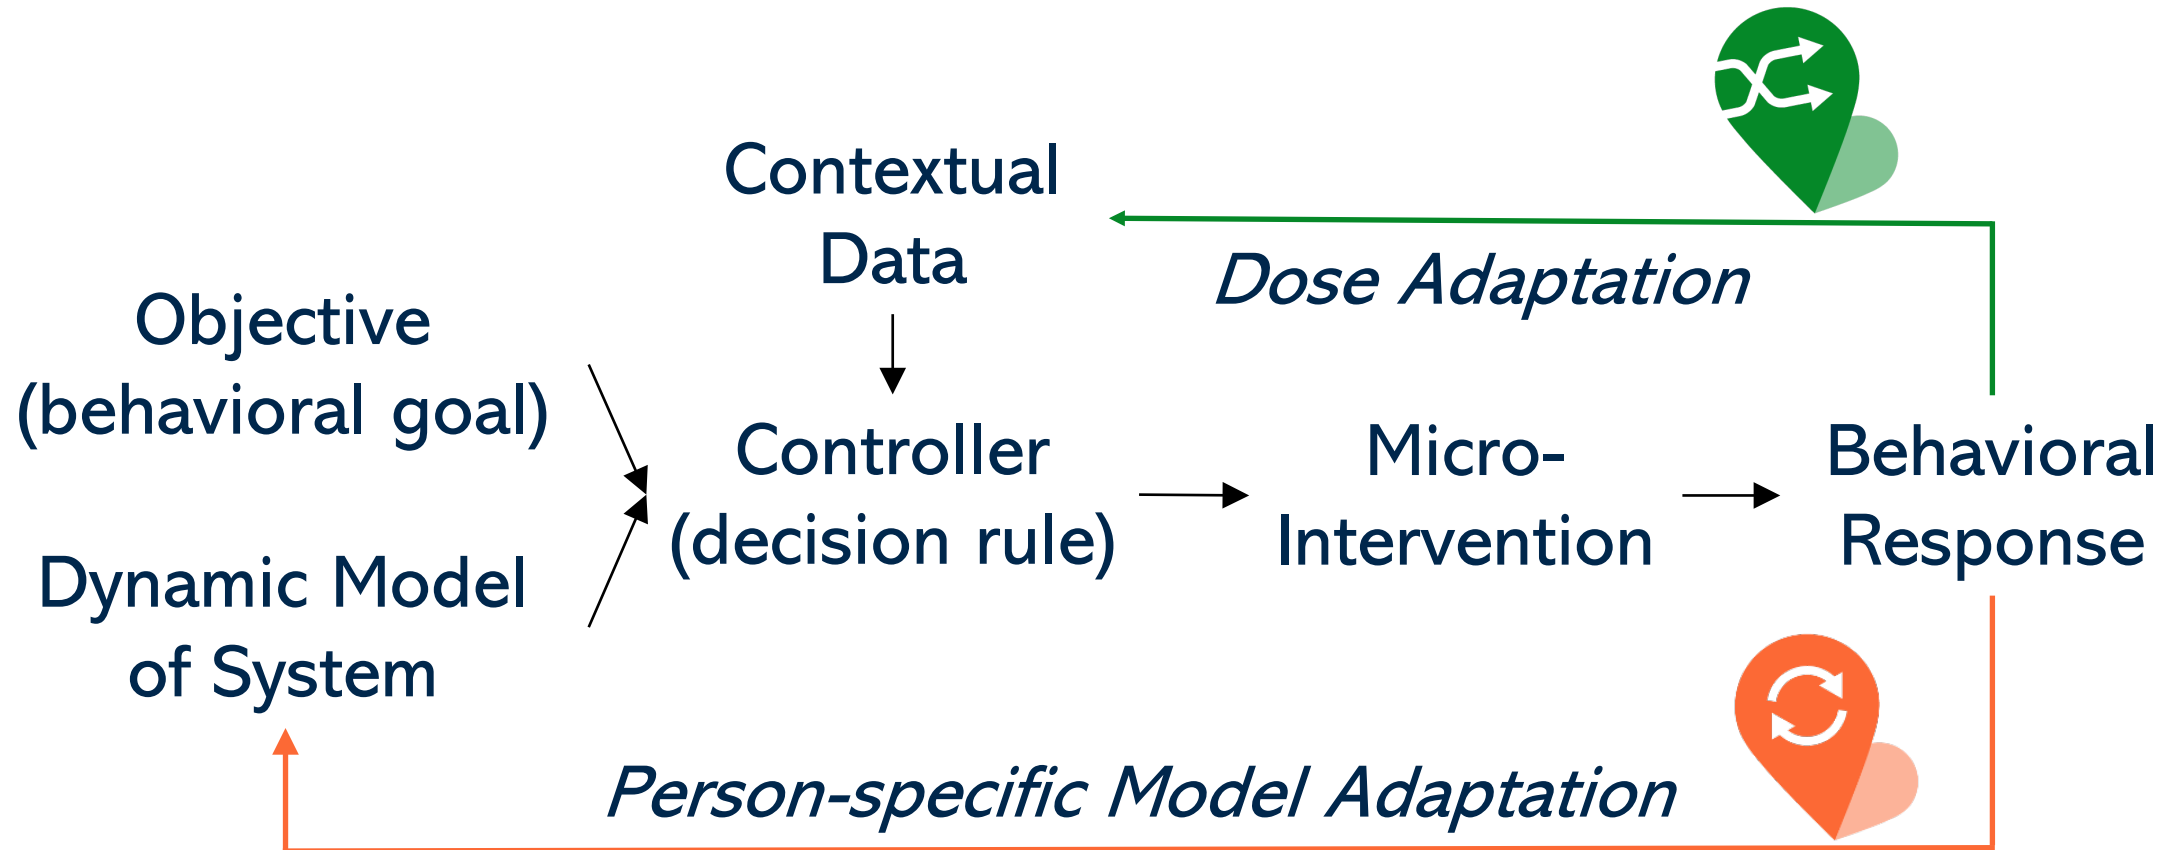 Contextual
Data
Dose Adaptation
Objective
(behavioral goal)
Controller
(decision rule)
Micro-
Intervention
Behavioral
Response
Dynamic Model
of System
Person-specific Model Adaptation